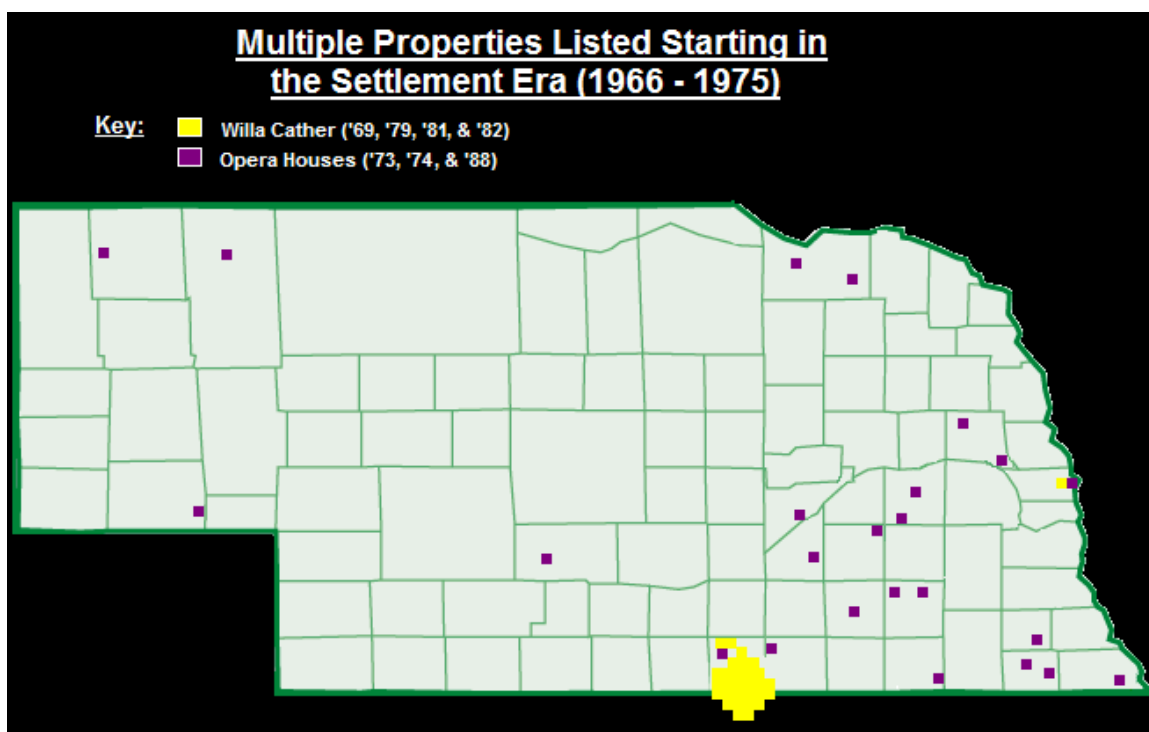 Multiple Properties Listed Starting in
the Settlement Era (1966 - 1975)
Key:
Willa Cather ('69, '79, '81, & '82)
Opera Houses ('73, '74, & '88)